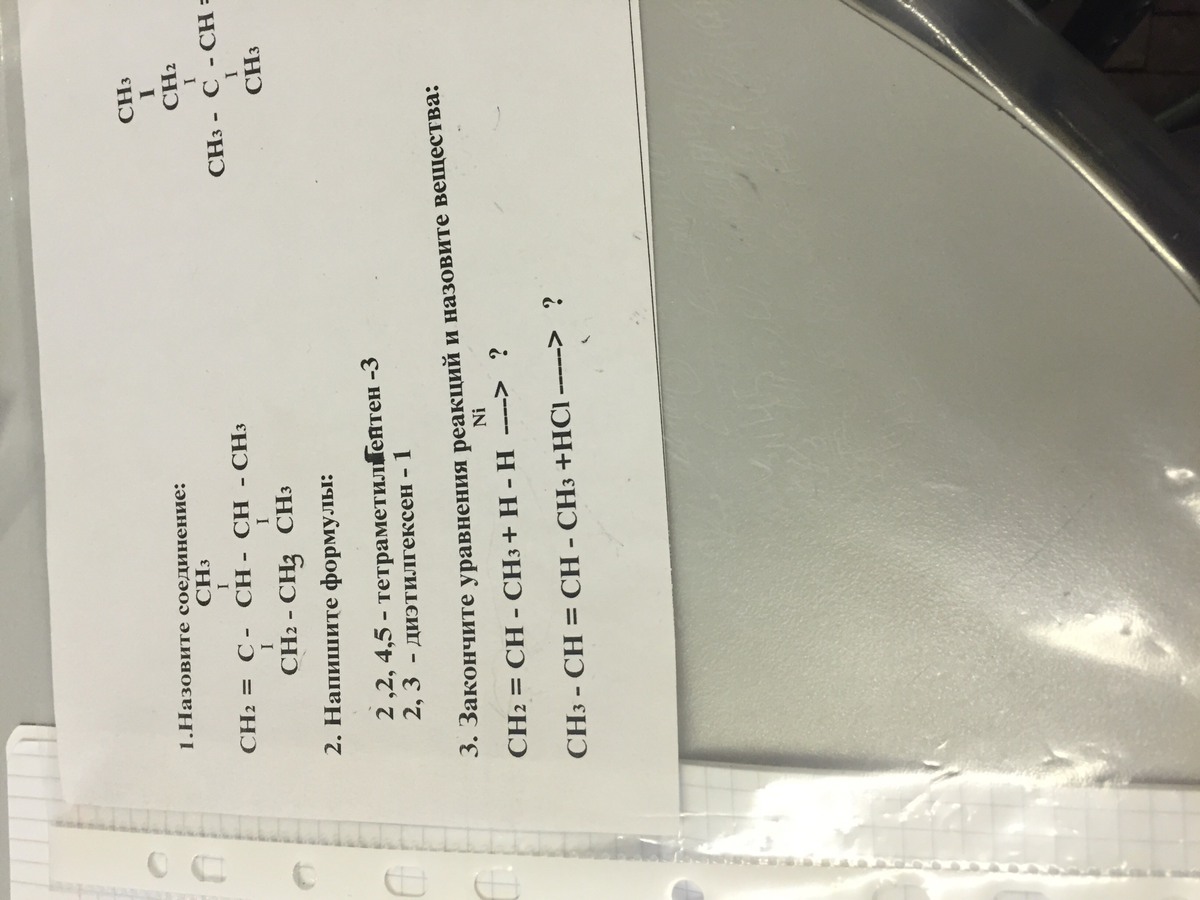 1.Назовите соединение:
CH₃
I
CH₂ = C - CH - CH - CH₃
I I
CH₂ - CH₃ CH₃
CH₃
I
CH₂
I
CH₃ - C - CH =
I
CH₃
2. Напишите формулы:
2 ,2, 4,5 - тетраметилгептен -3
2, 3 - диэтилгексен - 1
3. Закончите уравнения реакций и назовите вещества:
Ni
CH₂ = CH - CH₃ + H - H ----> ?
CH₃ - CH = CH - CH₃ +HCl -----> ?